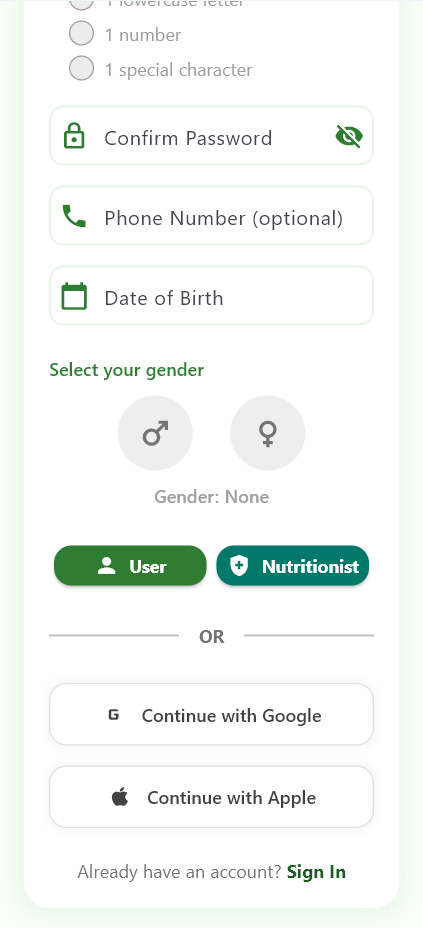 1 lowercase letter
1 number
1 special character
Confirm Password
Phone Number (optional)
Date of Birth
Select your gender
Gender: None
User
Nutritionist
OR
G Continue with Google
Continue with Apple
Already have an account? Sign In